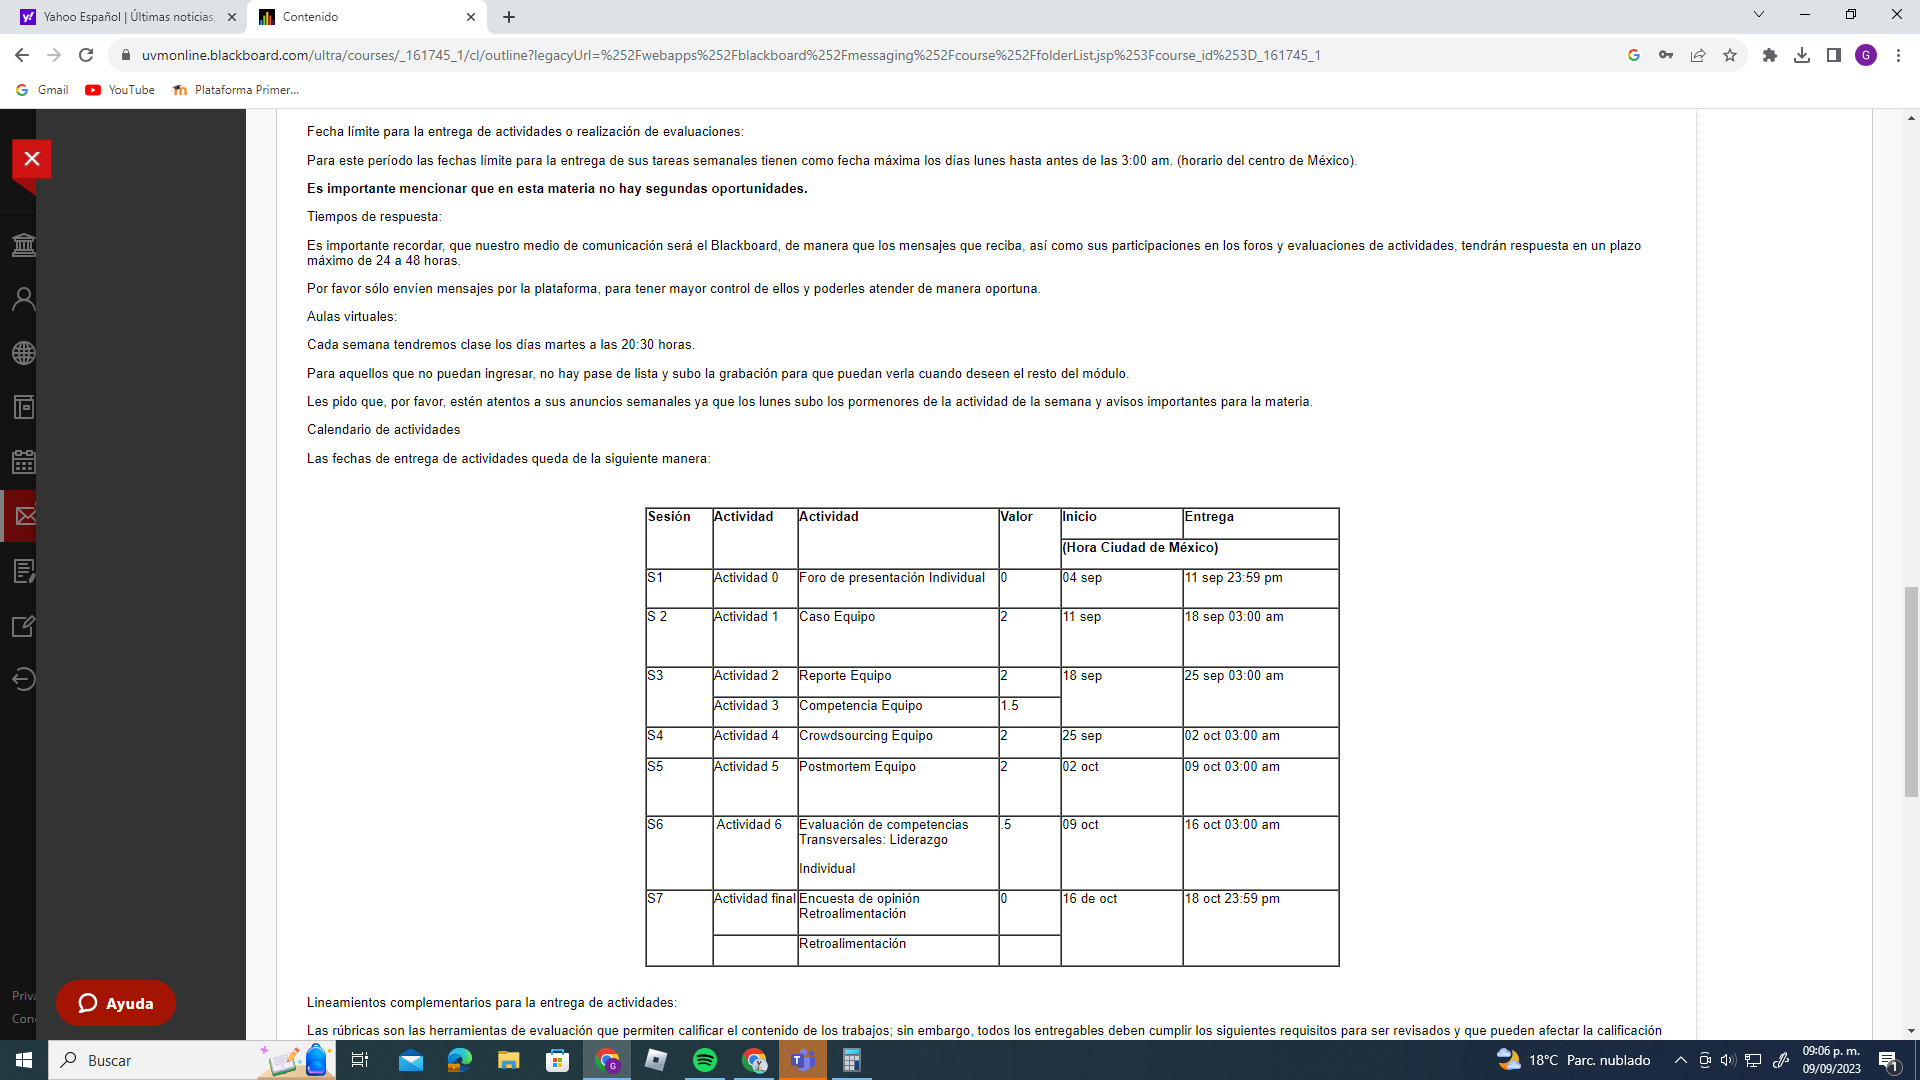 Yahoo Español | Últimas noticias,
Contenido
uvmonline.blackboard.com/ultra/courses/_161745_1/cl/outline?legacyUrl=%252Fwebapps%252Fblackboard%252Fmessaging%252Fcourse%252FfolderList.jsp%253Fcourse_id%253D_161745_1
G
Gmail
YouTube
Plataforma Primer...
Fecha límite para la entrega de actividades o realización de evaluaciones:
Para este período las fechas límite para la entrega de sus tareas semanales tienen como fecha máxima los días lunes hasta antes de las 3:00 am. (horario del centro de México).
Es importante mencionar que en esta materia no hay segundas oportunidades.
Tiempos de respuesta:
Es importante recordar, que nuestro medio de comunicación será el Blackboard, de manera que los mensajes que reciba, así como sus participaciones en los foros y evaluaciones de actividades, tendrán respuesta en un plazo
máximo de 24 a 48 horas.
Por favor sólo envíen mensajes por la plataforma, para tener mayor control de ellos y poderles atender de manera oportuna.
Aulas virtuales:
Cada semana tendremos clase los días martes a las 20:30 horas.
Para aquellos que no puedan ingresar, no hay pase de lista y subo la grabación para que puedan verla cuando deseen el resto del módulo.
Les pido que, por favor, estén atentos a sus anuncios semanales ya que los lunes subo los pormenores de la actividad de la semana y avisos importantes para la materia.
Calendario de actividades
Las fechas de entrega de actividades queda de la siguiente manera:
Sesión Actividad Actividad Valor Inicio Entrega
(Hora Ciudad de México)
S1 Actividad 0 Foro de presentación Individual 0 04 sep 11 sep 23:59 pm
S 2 Actividad 1 Caso Equipo 2 11 sep 18 sep 03:00 am
S3 Actividad 2 Reporte Equipo 2 18 sep 25 sep 03:00 am
Actividad 3 Competencia Equipo 1.5
S4 Actividad 4 Crowdsourcing Equipo 2 25 sep 02 oct 03:00 am
S5 Actividad 5 Postmortem Equipo 2 02 oct 09 oct 03:00 am
S6 Actividad 6 Evaluación de competencias .5 09 oct 16 oct 03:00 am
Transversales: Liderazgo
Individual
S7 Actividad final Encuesta de opinión 0 16 de oct 18 oct 23:59 pm
Retroalimentación
Retroalimentación
Lineamientos complementarios para la entrega de actividades:
Las rúbricas son las herramientas de evaluación que permiten calificar el contenido de los trabajos; sin embargo, todos los entregables deben cumplir los siguientes requisitos para ser revisados y que pueden afectar la calificación
Priva
Con
Ayuda
Buscar
18°C Parc. nublado
09:06 p. m.
09/09/2023
1